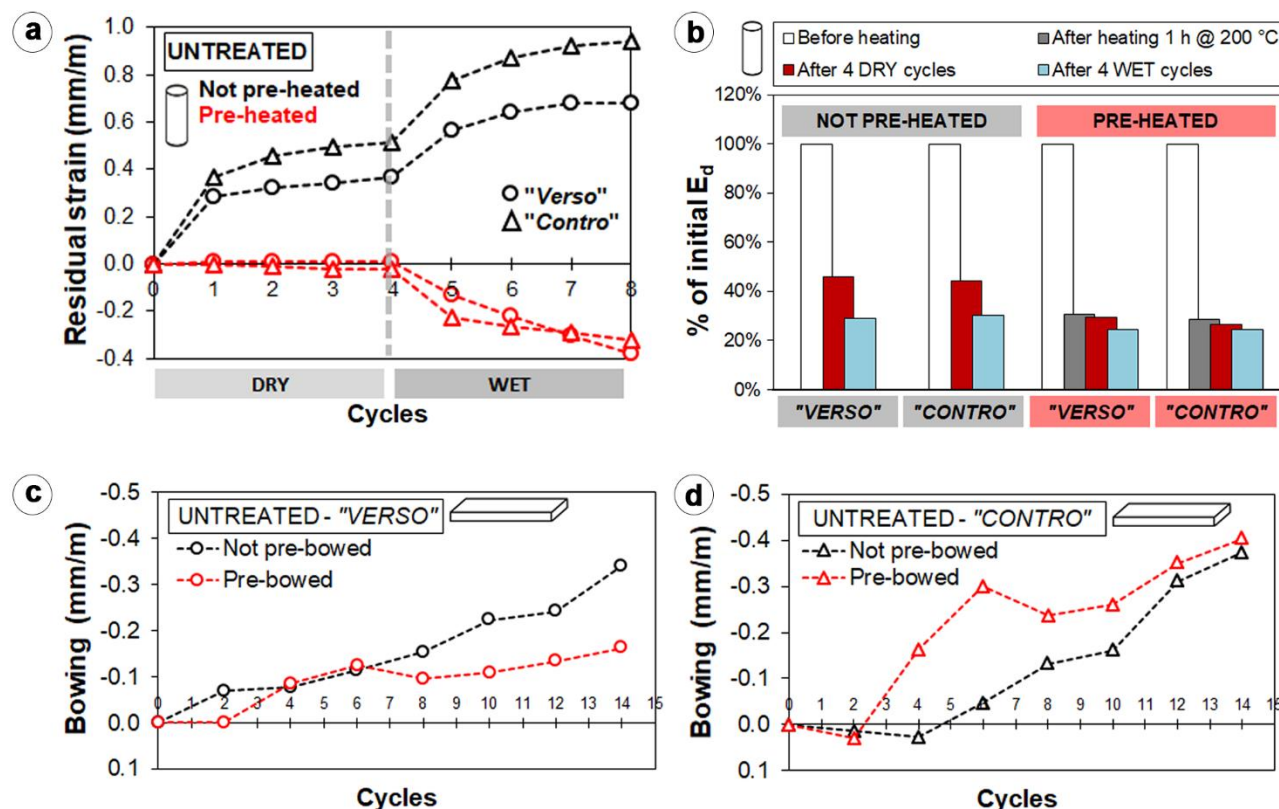 a
UNTREATED
Not pre-heated
Pre-heated
"Verso"
"Contro"
Residual strain (mm/m)
1.0
0.8
0.6
0.4
0.2
0.0
-0.2
-0.4
0 1 2 3 4 5 6 7 8
DRY WET
Cycles
b
Before heating After heating 1 h @ 200 °C
After 4 DRY cycles After 4 WET cycles
NOT PRE-HEATED PRE-HEATED
% of initial Ed
120%
100%
80%
60%
40%
20%
0%
"VERSO" "CONTRO" "VERSO" "CONTRO"
c
UNTREATED - "VERSO"
Not pre-bowed
Pre-bowed
Bowing (mm/m)
-0.5
-0.4
-0.3
-0.2
-0.1
0.0
0.1
0 1 2 3 4 5 6 7 8 9 10 11 12 13 14 15
Cycles
d
UNTREATED - "CONTRO"
Not pre-bowed
Pre-bowed
Bowing (mm/m)
-0.5
-0.4
-0.3
-0.2
-0.1
0.0
0.1
0 1 2 3 4 5 6 7 8 9 10 11 12 13 14 15
Cycles